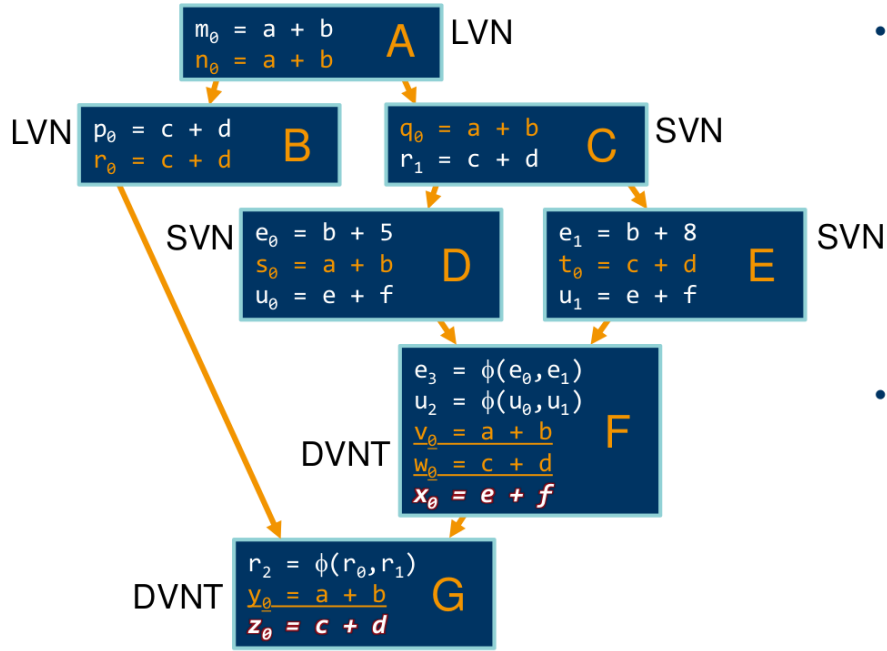 m₀ = a + b
n₀ = a + b
A
LVN
LVN
p₀ = c + d
r₀ = c + d
B
q₀ = a + b
r₁ = c + d
C
SVN
SVN
e₀ = b + 5
s₀ = a + b
u₀ = e + f
D
e₁ = b + 8
t₀ = c + d
u₁ = e + f
E
SVN
DVNT
e₃ = ϕ(e₀,e₁)
u₂ = ϕ(u₀,u₁)
v₀ = a + b
w₀ = c + d
x₀ = e + f
F
DVNT
r₂ = ϕ(r₀,r₁)
y₀ = a + b
z₀ = c + d
G